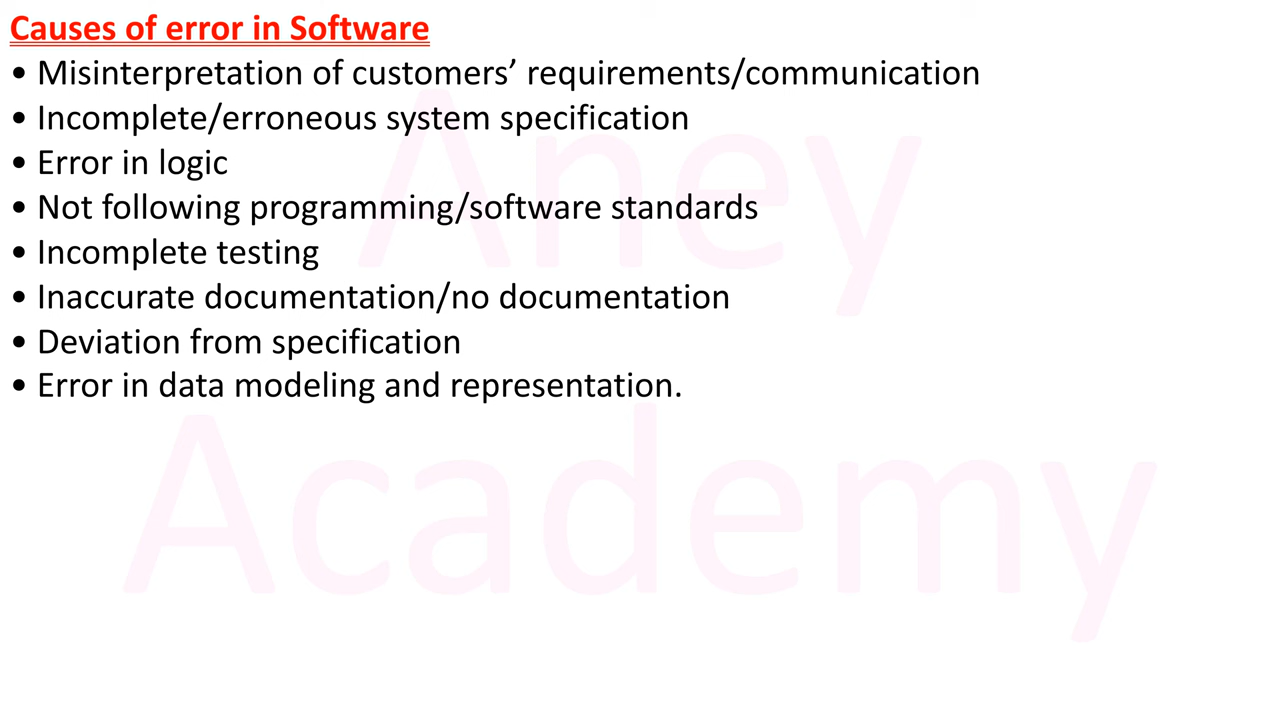 Causes of error in Software
• Misinterpretation of customers’ requirements/communication
• Incomplete/erroneous system specification
• Error in logic
• Not following programming/software standards
• Incomplete testing
• Inaccurate documentation/no documentation
• Deviation from specification
• Error in data modeling and representation.
Aney
Academy